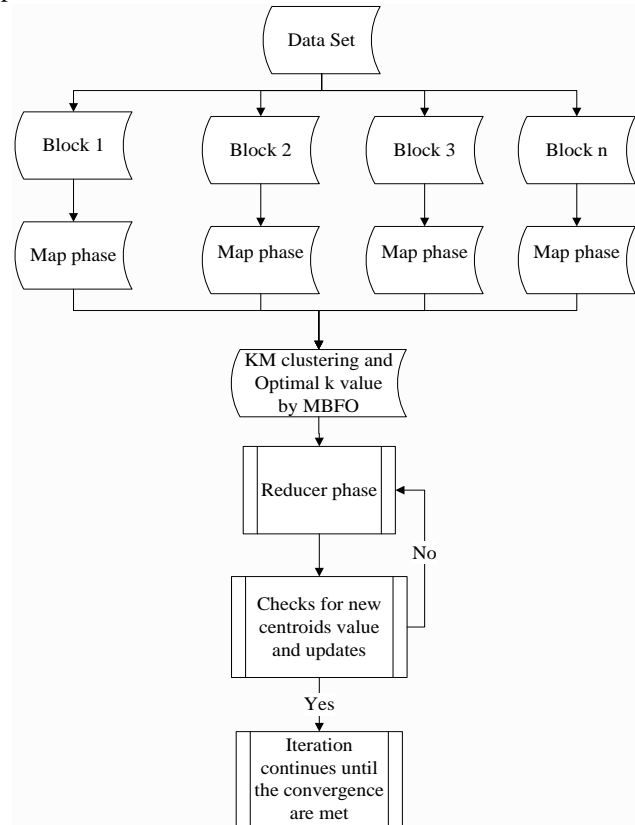 Data Set
Block 1
Block 2
Block 3
Block n
Map phase
Map phase
Map phase
Map phase
KM clustering and
Optimal k value
by MBFO
Reducer phase
No
Checks for new
centroids value
and updates
Yes
Iteration
continues until
the convergence
are met